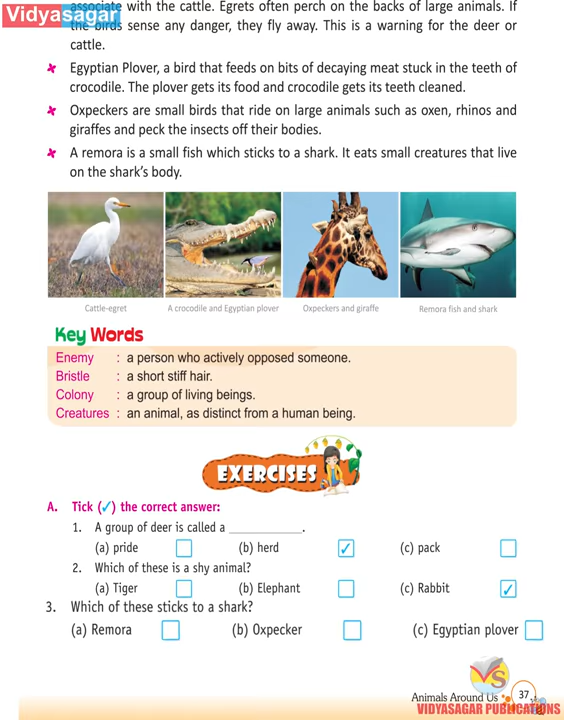 Vidyasagar
associate with the cattle. Egrets often perch on the backs of large animals. If
the birds sense any danger, they fly away. This is a warning for the deer or
cattle.
Egyptian Plover, a bird that feeds on bits of decaying meat stuck in the teeth of
crocodile. The plover gets its food and crocodile gets its teeth cleaned.
Oxpeckers are small birds that ride on large animals such as oxen, rhinos and
giraffes and peck the insects off their bodies.
A remora is a small fish which sticks to a shark. It eats small creatures that live
on the shark's body.
Cattle-egret A crocodile and Egyptian plover Oxpeckers and giraffe Remora fish and shark
Key Words
Enemy : a person who actively opposed someone.
Bristle : a short stiff hair.
Colony : a group of living beings.
Creatures : an animal, as distinct from a human being.
EXERCISES
A. Tick (✓) the correct answer:
1. A group of deer is called a ___________.
(a) pride (b) herd ✓ (c) pack
2. Which of these is a shy animal?
(a) Tiger (b) Elephant (c) Rabbit ✓
3. Which of these sticks to a shark?
(a) Remora (b) Oxpecker (c) Egyptian plover
VS
Animals Around Us 37
VIDYASAGAR PUBLICATIONS